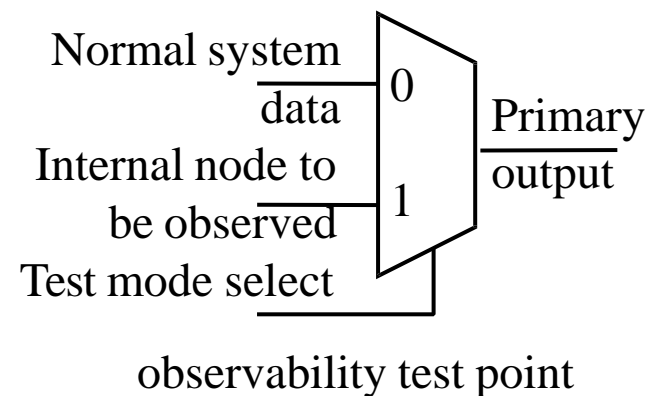 Normal system
data
0
Internal node to
be observed
1
Test mode select
Primary
output
observability test point